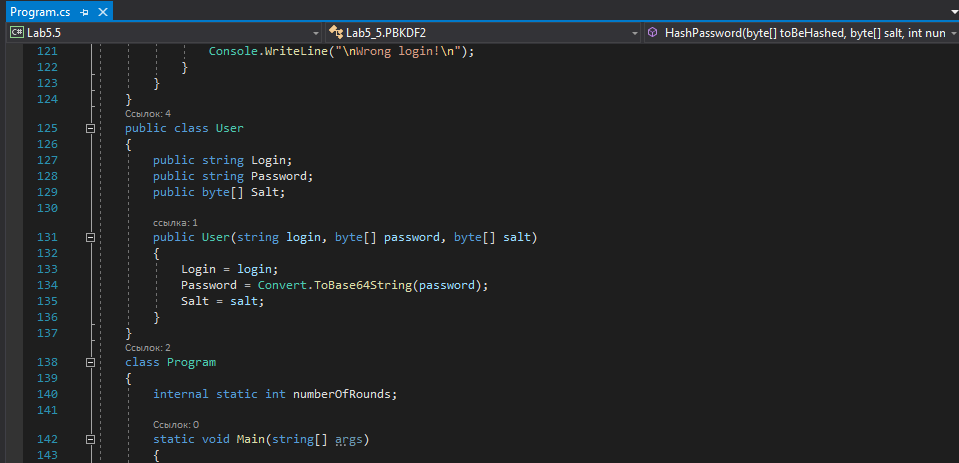 Program.cs
C# Lab5.5 Lab5_5.PBKDF2 HashPassword(byte[] toBeHashed, byte[] salt, int num
121 Console.WriteLine("\nWrong login!\n");
122 }
123 }
124 }
Ссылок: 4
125 public class User
126 {
127 public string Login;
128 public string Password;
129 public byte[] Salt;
130
ссылка: 1
131 public User(string login, byte[] password, byte[] salt)
132 {
133 Login = login;
134 Password = Convert.ToBase64String(password);
135 Salt = salt;
136 }
137 }
Ссылок: 2
138 class Program
139 {
140 internal static int numberOfRounds;
141
Ссылок: 0
142 static void Main(string[] args)
143 {